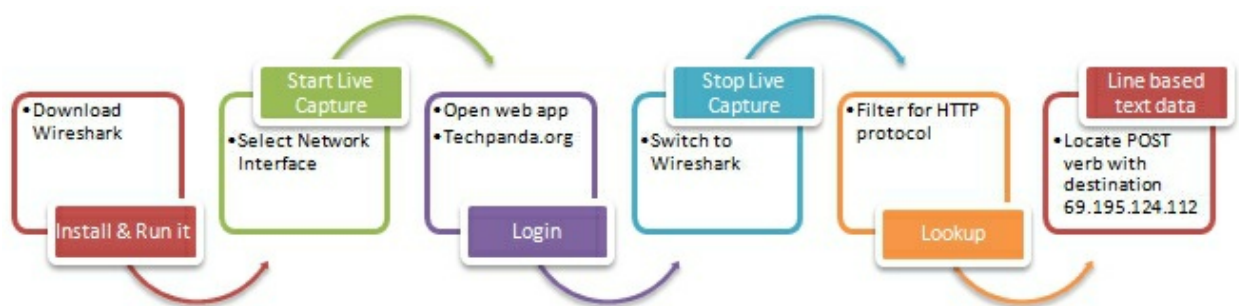 •Download
Wireshark
Install & Run it
Start Live
Capture
•Select Network
Interface
•Open web app
•Techpanda.org
Login
Stop Live
Capture
•Switch to
Wireshark
•Filter for HTTP
protocol
Lookup
Line based
text data
•Locate POST
verb with
destination
69.195.124.112